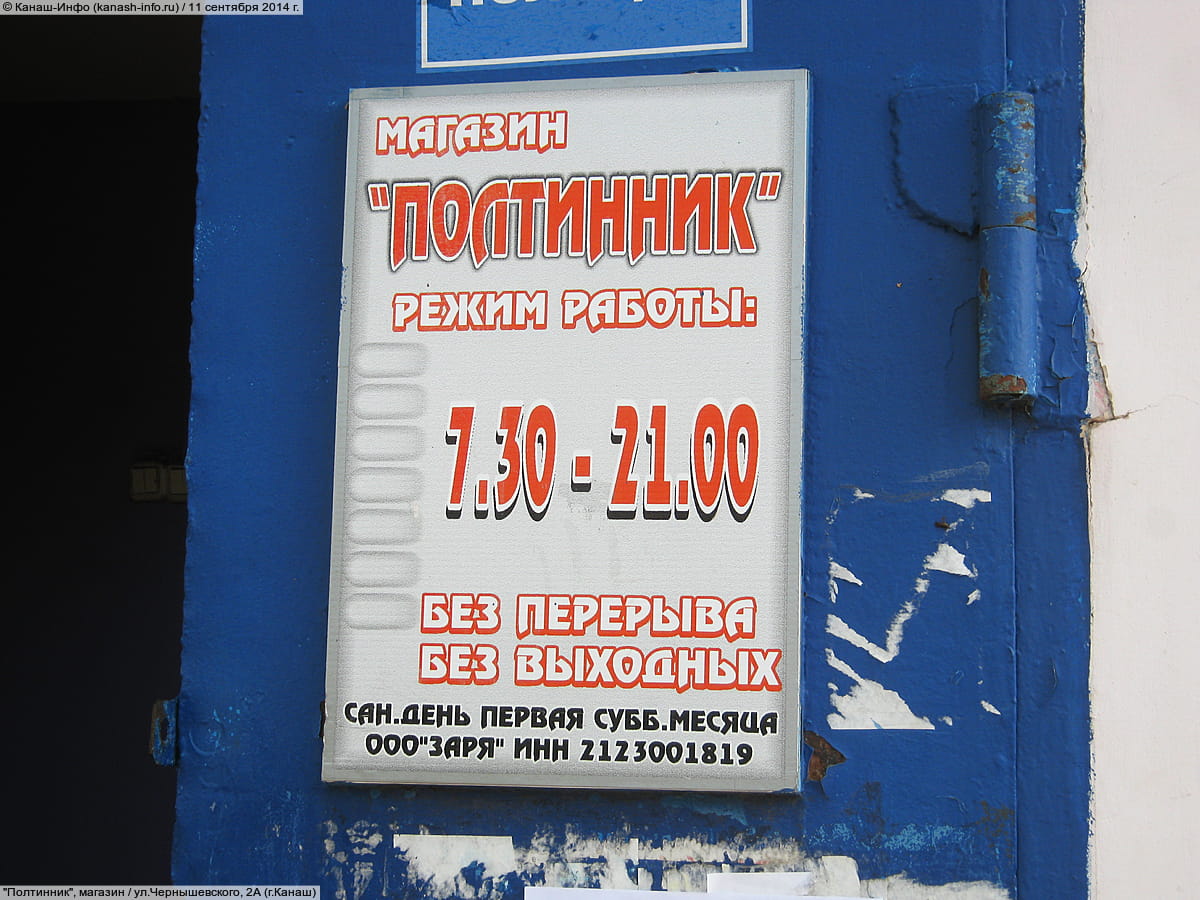 © Канаш-Инфо (kanash-info.ru) / 11 сентября 2014 г.
МАГАЗИН
"ПОЛТИННИК"
РЕЖИМ РАБОТЫ:
7.30 - 21.00
БЕЗ ПЕРЕРЫВА
БЕЗ ВЫХОДНЫХ
САН.ДЕНЬ ПЕРВАЯ СУББ.МЕСЯЦА
ООО"ЗАРЯ" ИНН 2123001819
"Полтинник", магазин / ул.Чернышевского, 2А (г.Канаш)